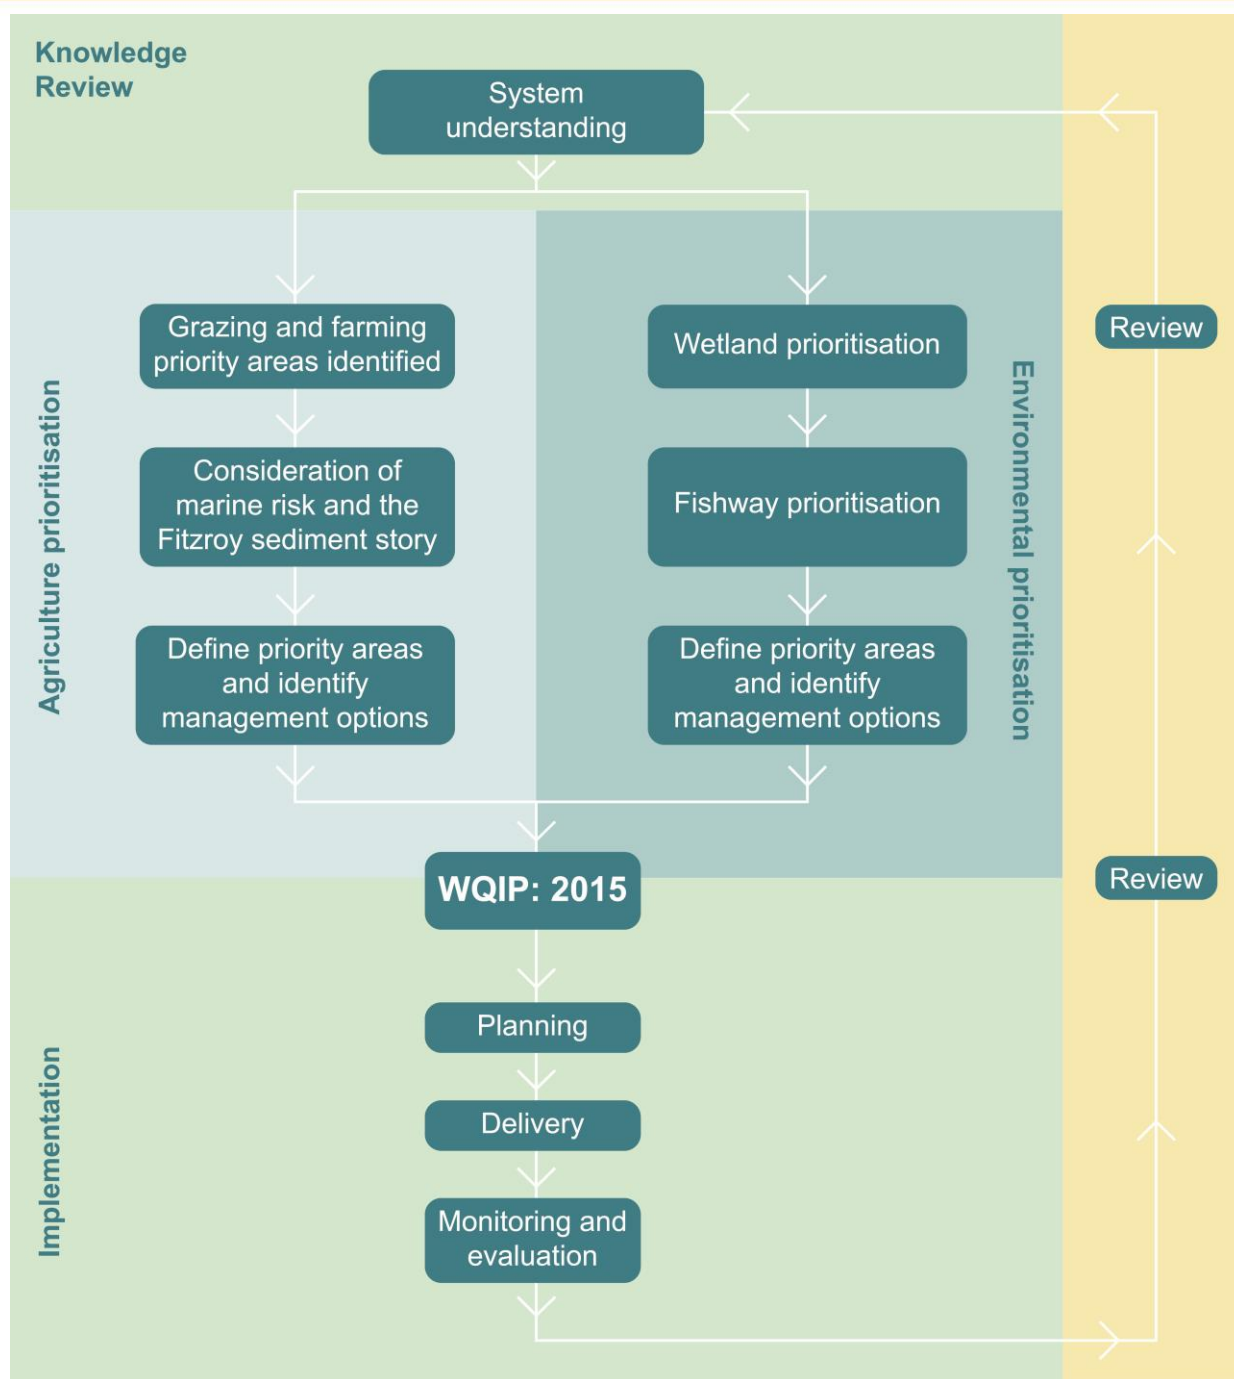 Knowledge
Review
System
understanding
Agriculture prioritisation
Grazing and farming
priority areas identified
Consideration of
marine risk and the
Fitzroy sediment story
Define priority areas
and identify
management options
Wetland prioritisation
Fishway prioritisation
Define priority areas
and identify
management options
Environmental prioritisation
WQIP: 2015
Implementation
Planning
Delivery
Monitoring and
evaluation
Review
Review